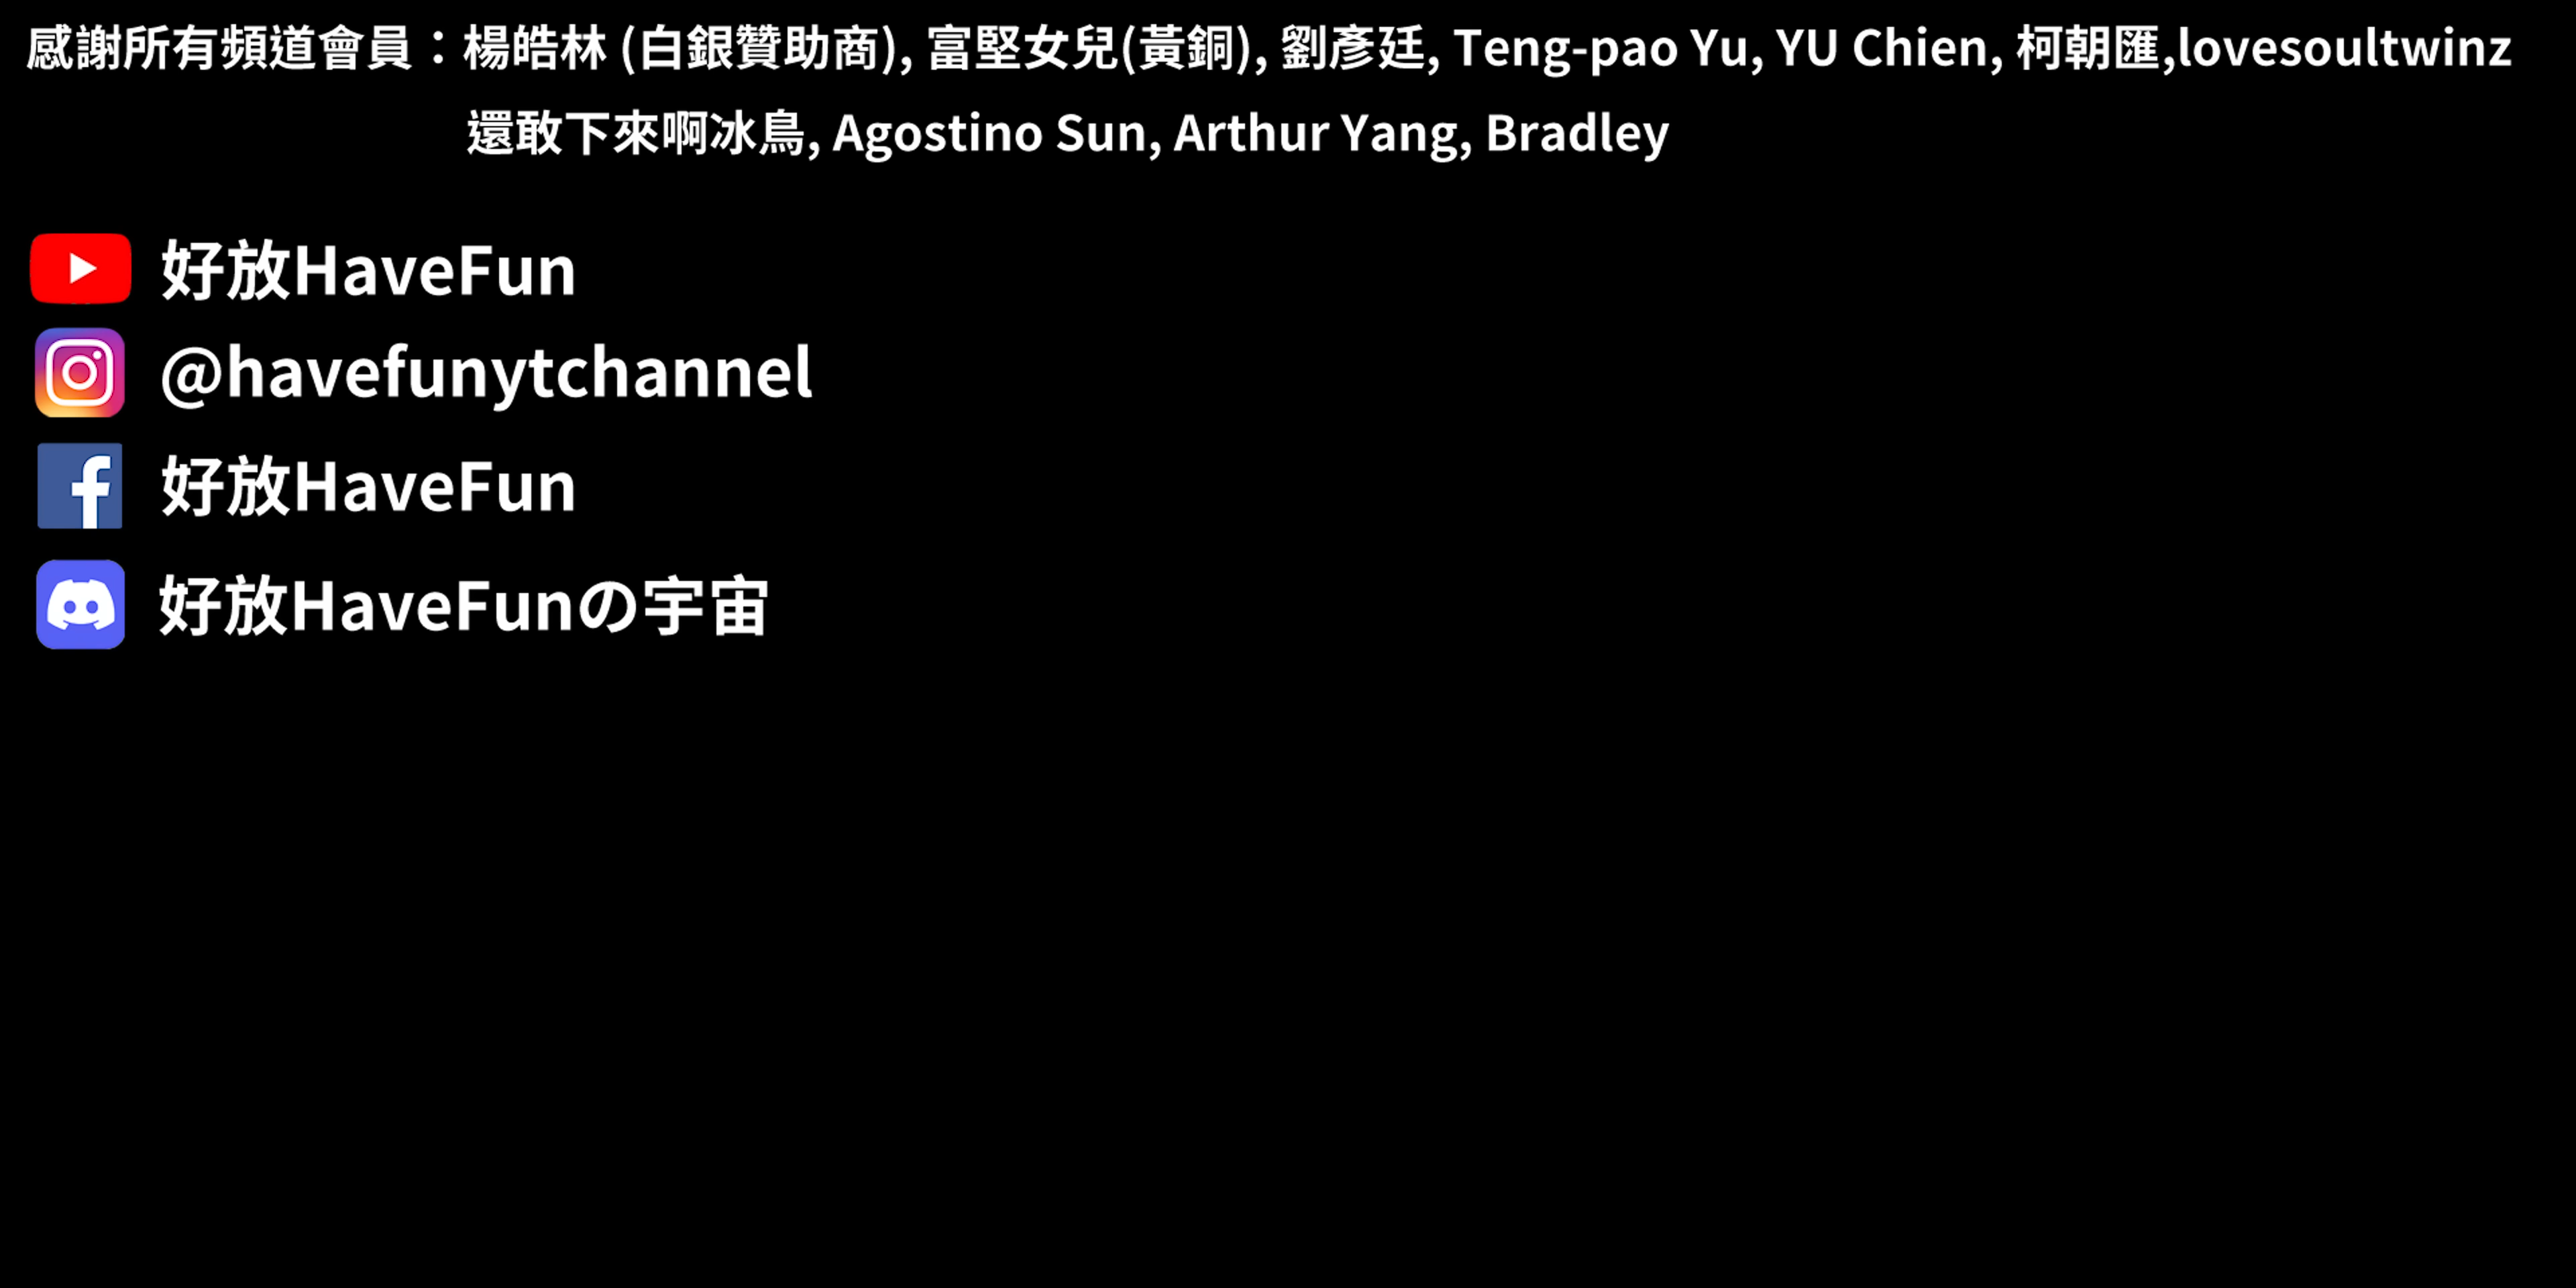 感謝所有頻道會員：楊皓林 (白銀贊助商), 富堅女兒(黃銅), 劉彥廷, Teng-pao Yu, YU Chien, 柯朝匯,lovesoultwinz
還敢下來啊冰鳥, Agostino Sun, Arthur Yang, Bradley
好放HaveFun
@havefunytchannel
好放HaveFun
好放HaveFunの宇宙